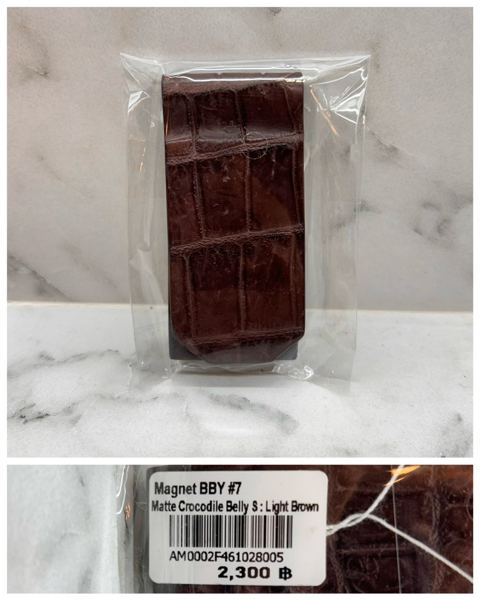 Magnet BBY #7
Matte Crocodile Belly S : Light Brown
AM0002F461028005
2,300 ฿